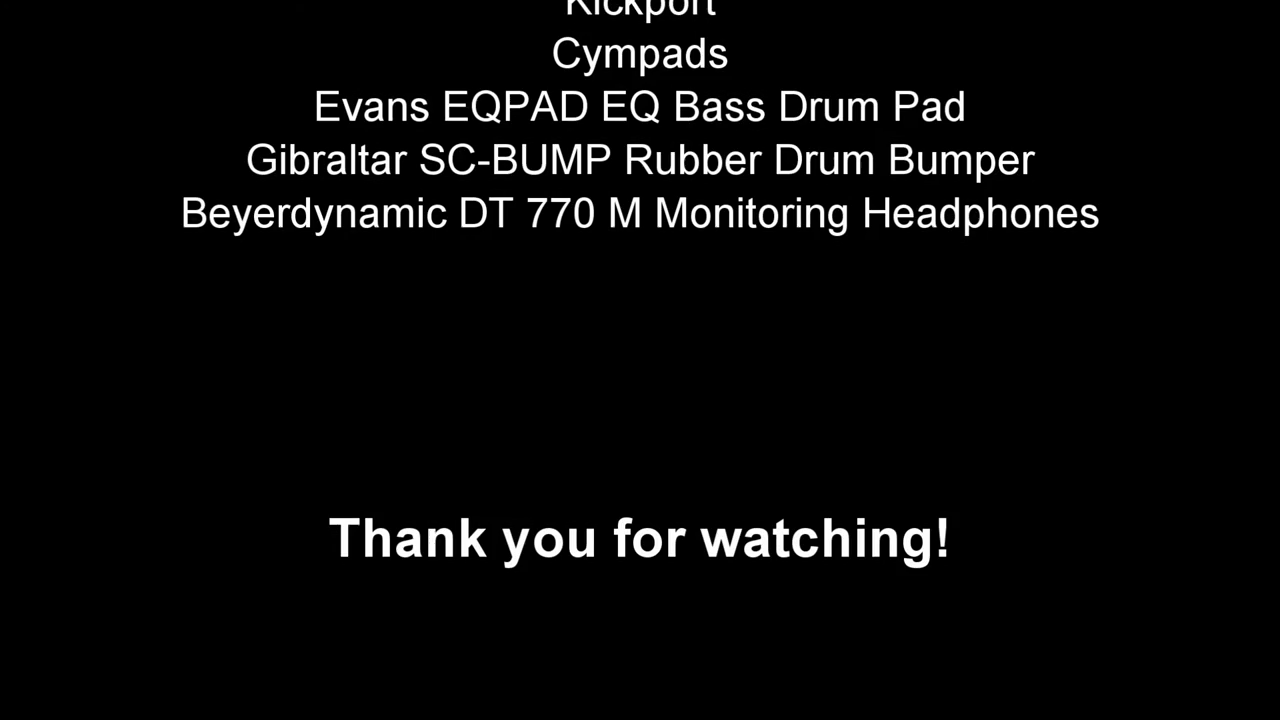 Kickport
Cympads
Evans EQPAD EQ Bass Drum Pad
Gibraltar SC-BUMP Rubber Drum Bumper
Beyerdynamic DT 770 M Monitoring Headphones
Thank you for watching!